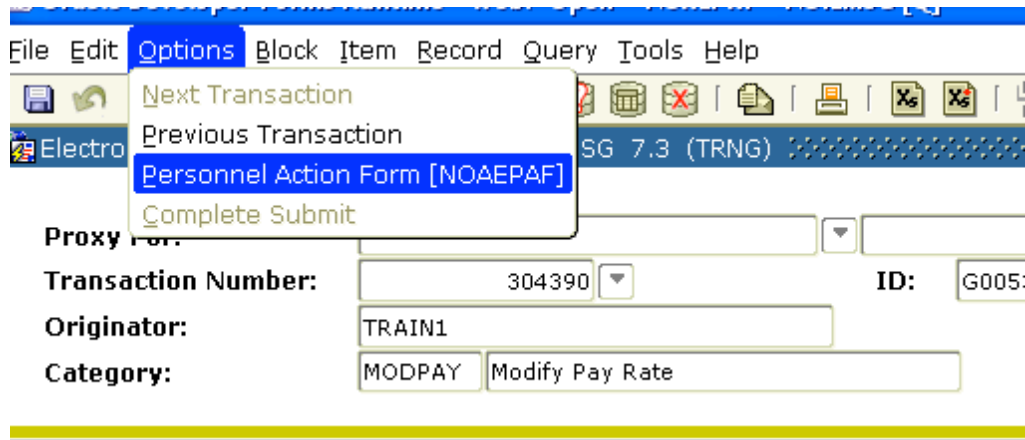 File Edit Options Block Item Record Query Tools Help
Next Transaction
Previous Transaction
Electro SG 7.3 (TRNG)
Personnel Action Form [NOAEPAF]
Complete Submit
Proxy For:
Transaction Number: 304390 ID: G005
Originator: TRAIN1
Category: MODPAY Modify Pay Rate